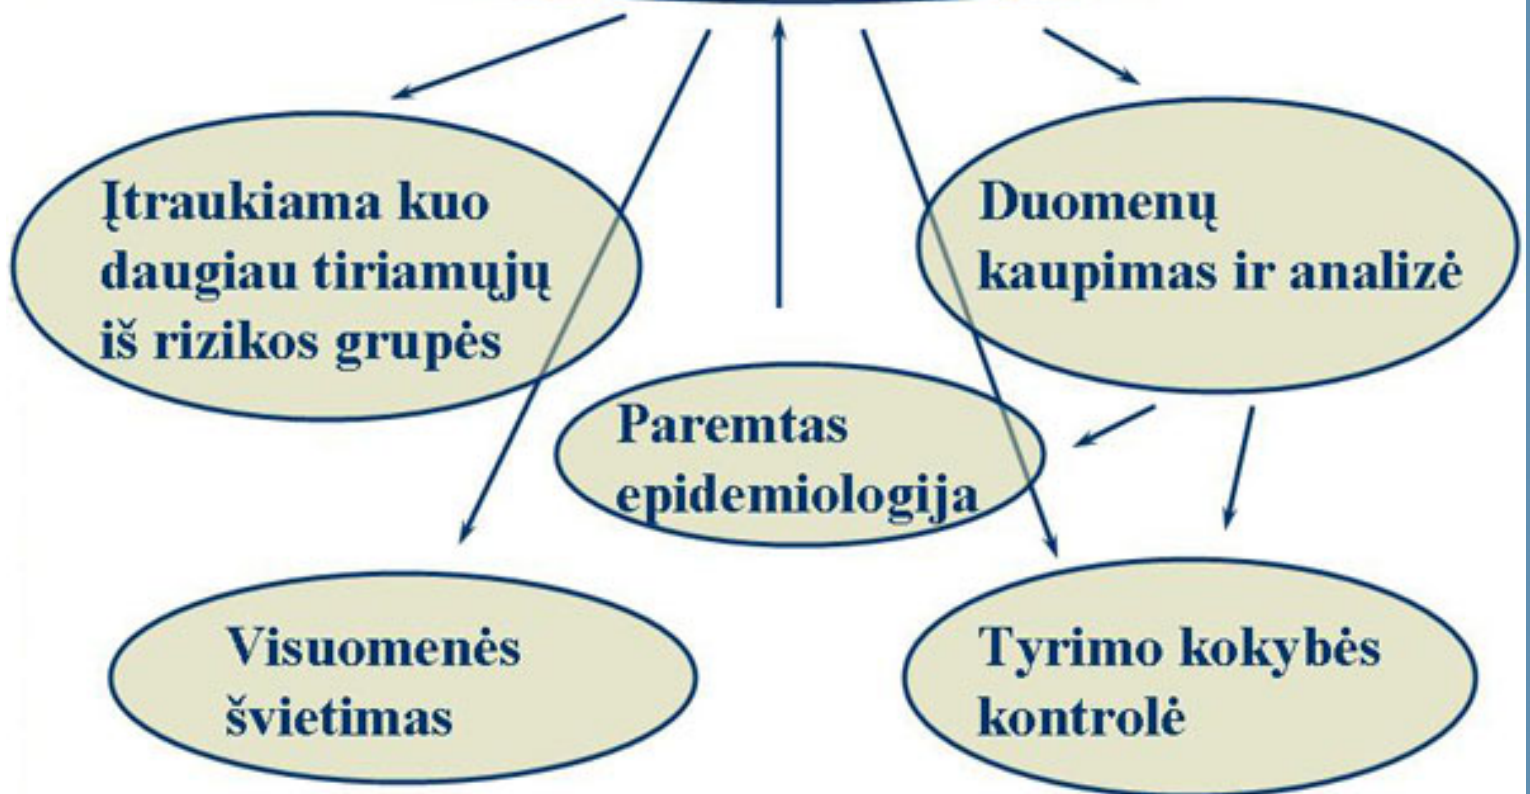 Įtraukiama kuo
daugiau tiriamųjų
iš rizikos grupės
Duomenų
kaupimas ir analizė
Paremtas
epidemiologija
Visuomenės
švietimas
Tyrimo kokybės
kontrolė